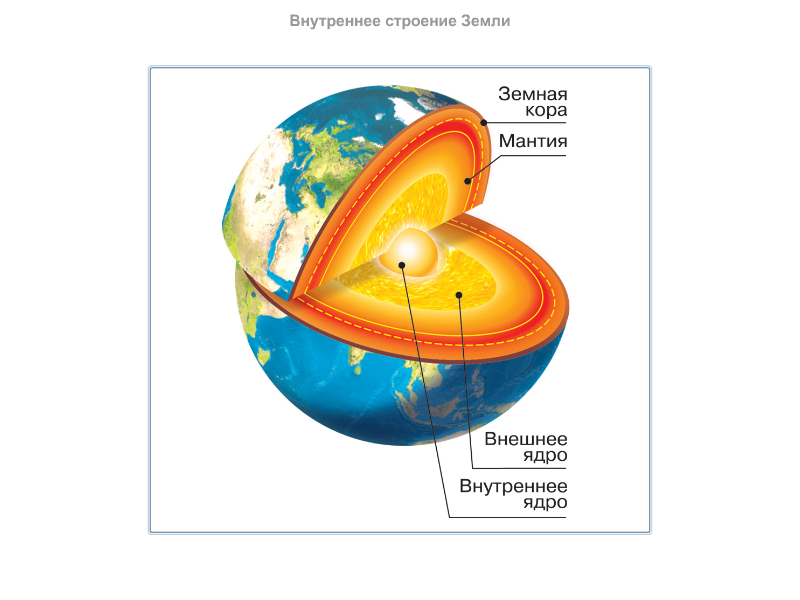 Внутреннее строение Земли
Земная
кора
Мантия
Внешнее
ядро
Внутреннее
ядро